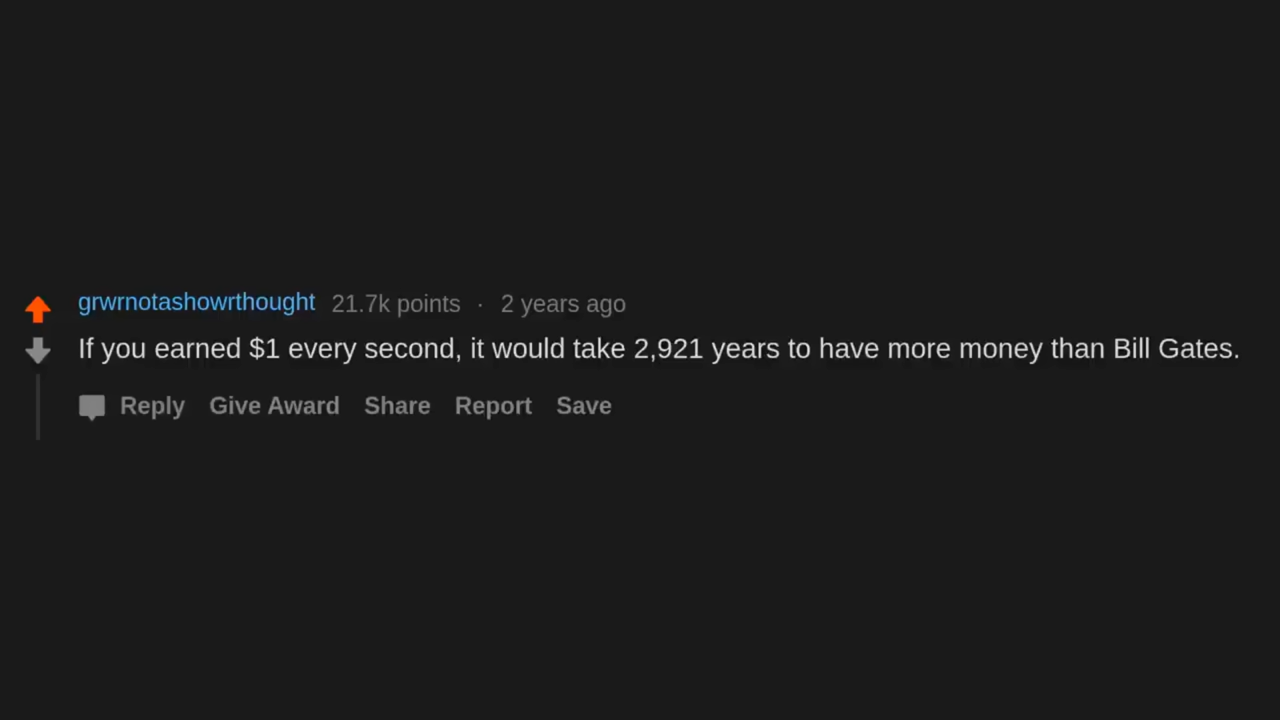 grwrnotashowrthought 21.7k points · 2 years ago
If you earned $1 every second, it would take 2,921 years to have more money than Bill Gates.
Reply Give Award Share Report Save